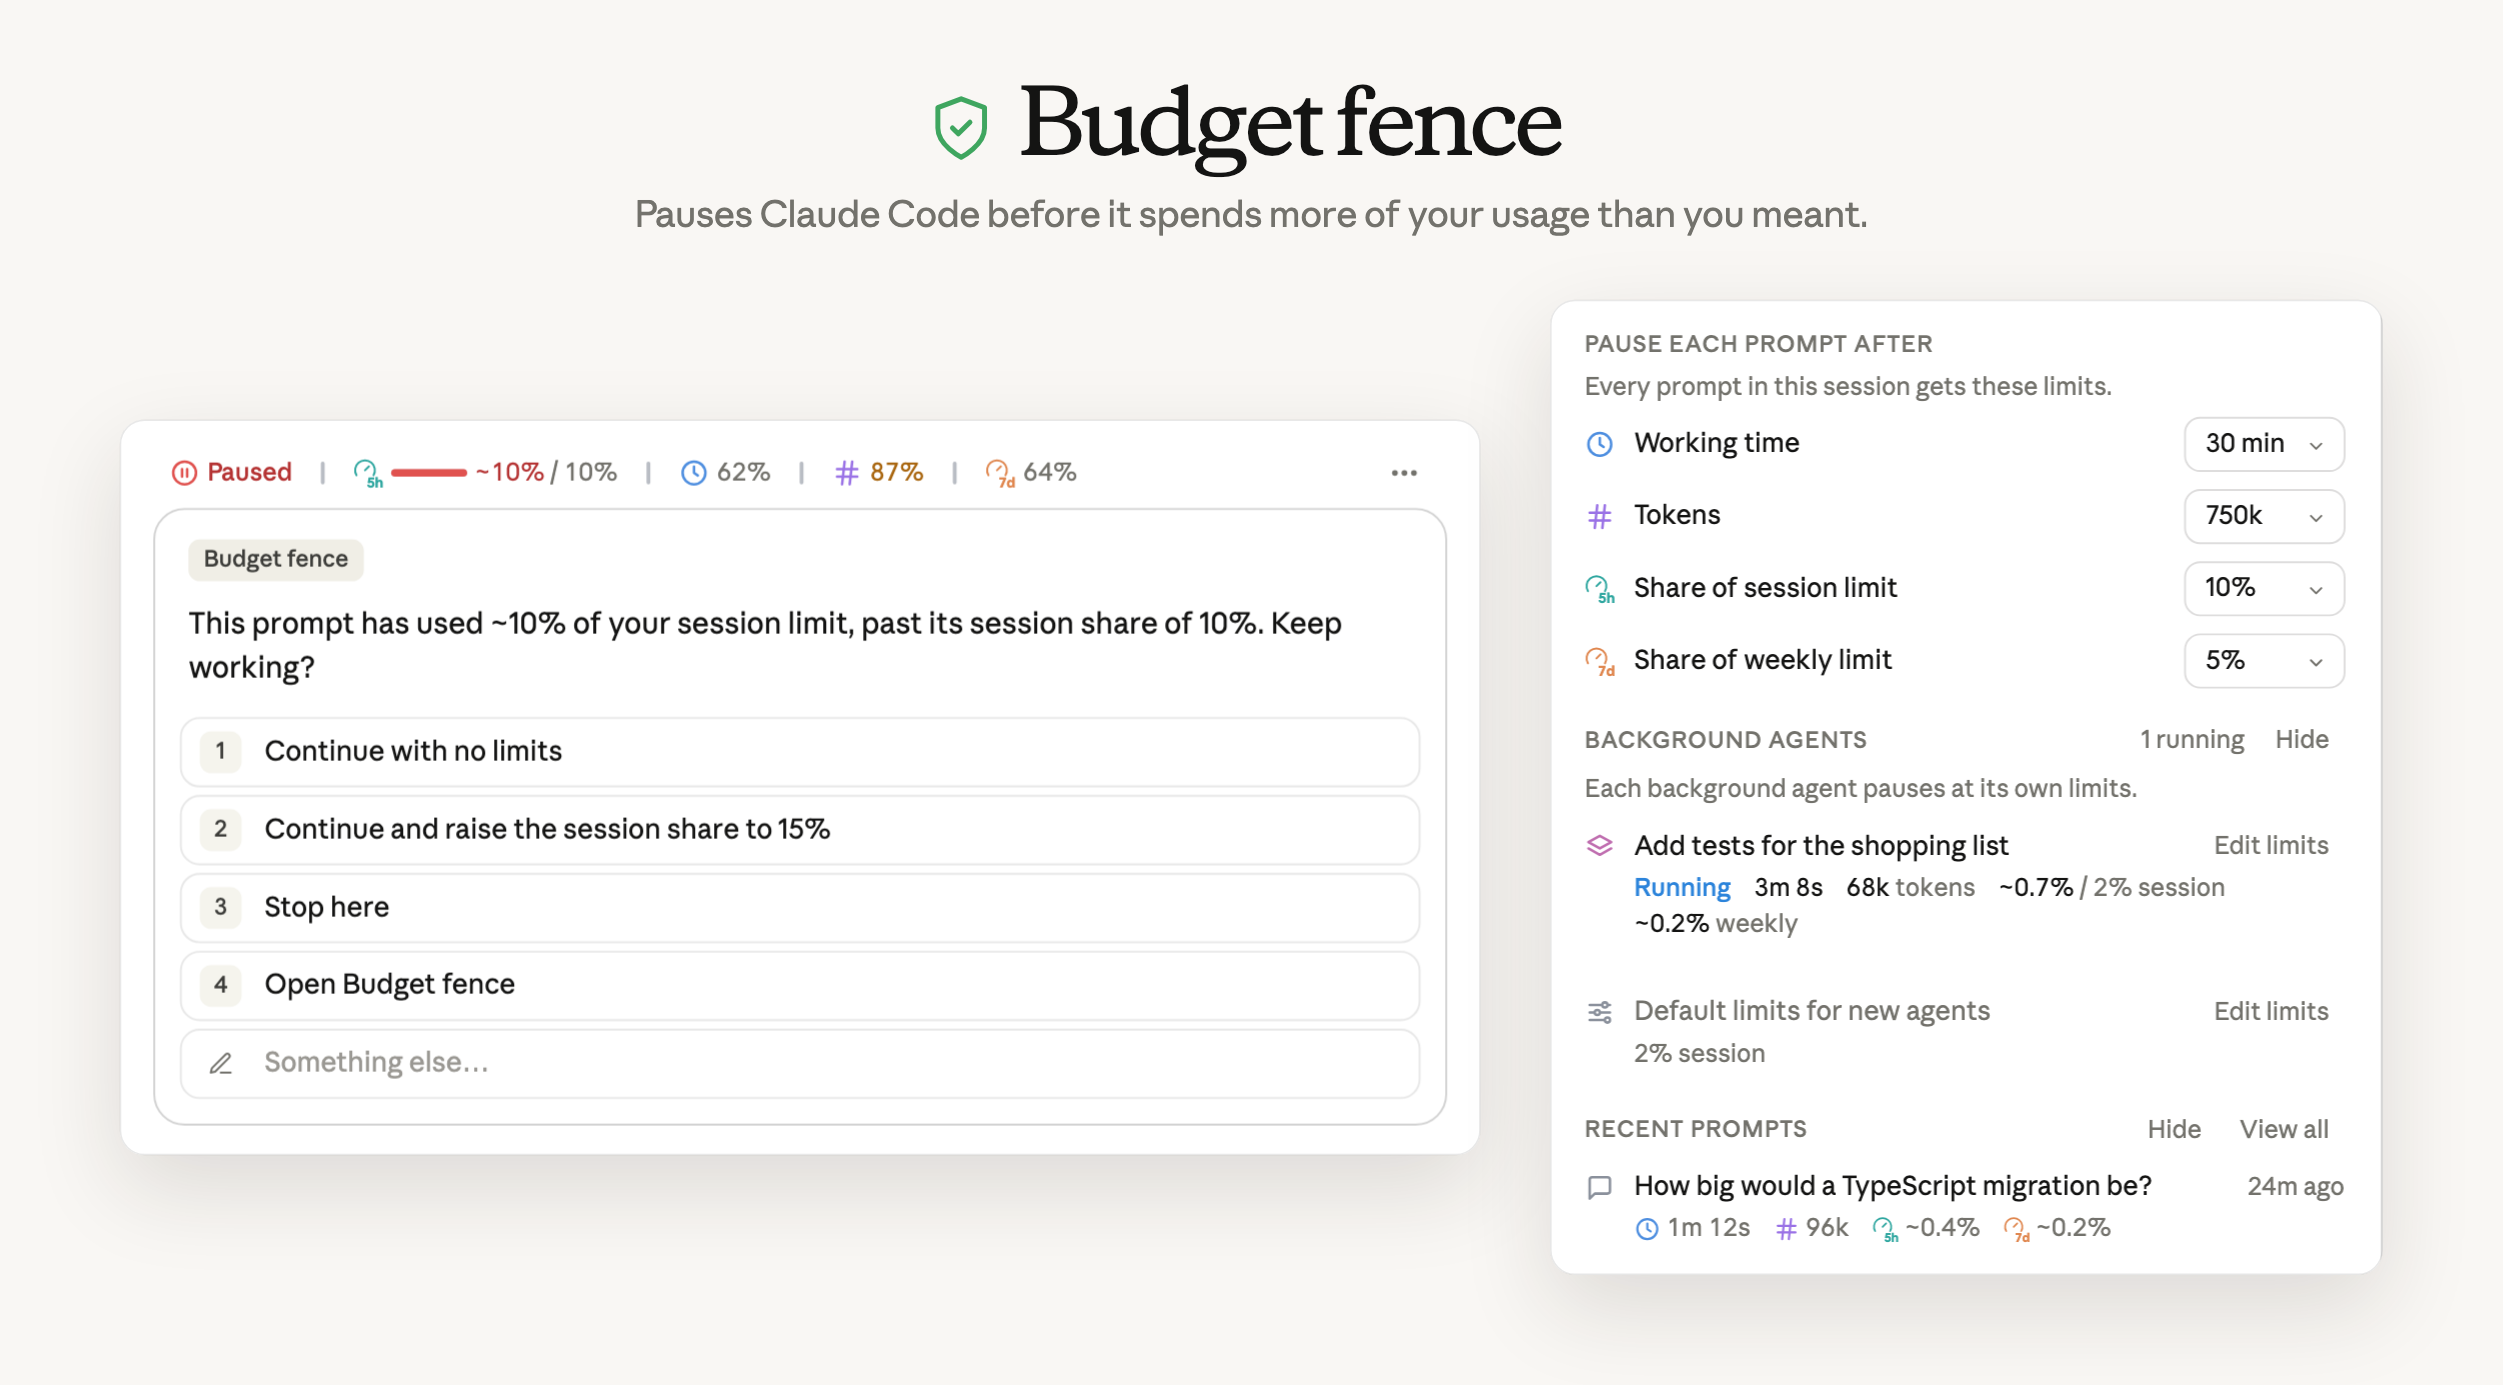 Budget fence
Pauses Claude Code before it spends more of your usage than you meant.
Paused | 5h ~10% / 10% | 62% | # 87% | 7d 64% •••
Budget fence
This prompt has used ~10% of your session limit, past its session share of 10%. Keep
working?
1 Continue with no limits
2 Continue and raise the session share to 15%
3 Stop here
4 Open Budget fence
Something else...
PAUSE EACH PROMPT AFTER
Every prompt in this session gets these limits.
Working time 30 min
# Tokens 750k
5h Share of session limit 10%
7d Share of weekly limit 5%
BACKGROUND AGENTS 1 running Hide
Each background agent pauses at its own limits.
Add tests for the shopping list Edit limits
Running 3m 8s 68k tokens ~0.7% / 2% session
~0.2% weekly
Default limits for new agents Edit limits
2% session
RECENT PROMPTS Hide View all
How big would a TypeScript migration be? 24m ago
1m 12s # 96k 5h ~0.4% 7d ~0.2%